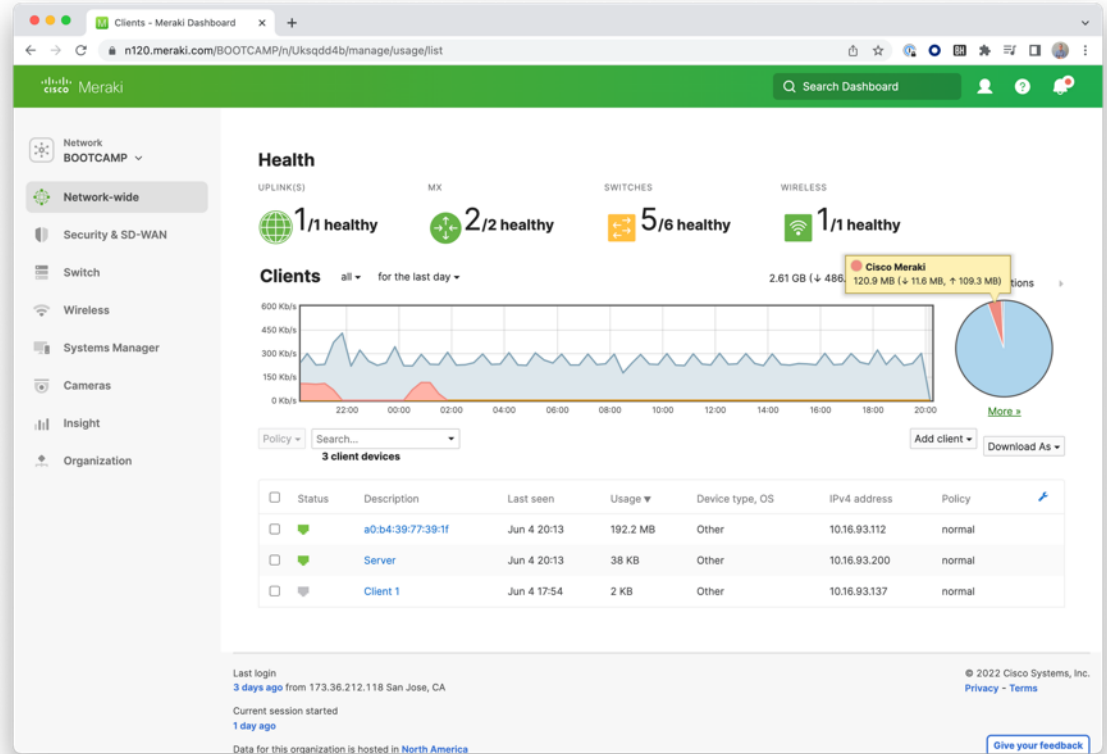 Clients - Meraki Dashboard
n120.meraki.com/BOOTCAMP/n/Uksqdd4b/manage/usage/list
cisco Meraki
Search Dashboard
Network
BOOTCAMP
Network-wide
Security & SD-WAN
Switch
Wireless
Systems Manager
Cameras
Insight
Organization
Health
UPLINK(S) MX SWITCHES WIRELESS
1/1 healthy 2/2 healthy 5/6 healthy 1/1 healthy
Clients all for the last day 2.61 GB (↓ 486.
Cisco Meraki
120.9 MB (↓ 11.6 MB, ↑ 109.3 MB)
600 Kb/s
450 Kb/s
300 Kb/s
150 Kb/s
0 Kb/s
22:00 00:00 02:00 04:00 06:00 08:00 10:00 12:00 14:00 16:00 18:00 20:00
More »
Policy Search... Add client Download As
3 client devices
Status Description Last seen Usage ▼ Device type, OS IPv4 address Policy
a0:b4:39:77:39:1f Jun 4 20:13 192.2 MB Other 10.16.93.112 normal
Server Jun 4 20:13 38 KB Other 10.16.93.200 normal
Client 1 Jun 4 17:54 2 KB Other 10.16.93.137 normal
Last login
3 days ago from 173.36.212.118 San Jose, CA
Current session started
1 day ago
Data for this organization is hosted in North America
© 2022 Cisco Systems, Inc.
Privacy - Terms
Give your feedback